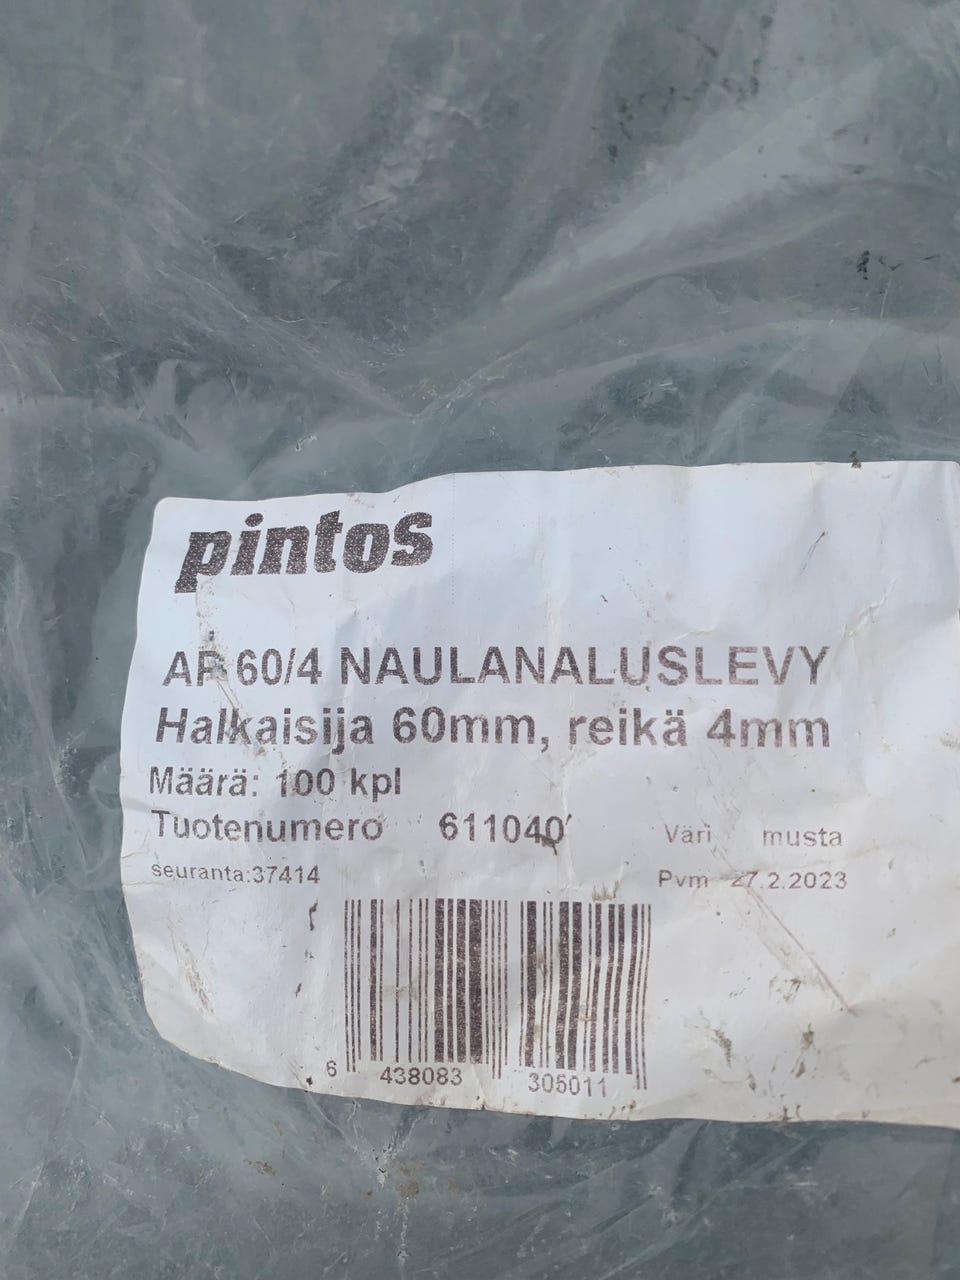 pintos
AP 60/4 NAULANALUSLEVY
Halkaisija 60mm, reikä 4mm
Määrä: 100 kpl
Tuotenumero 611040 Väri musta
seuranta:37414 Pvm 27.2.2023
6 438083 305011